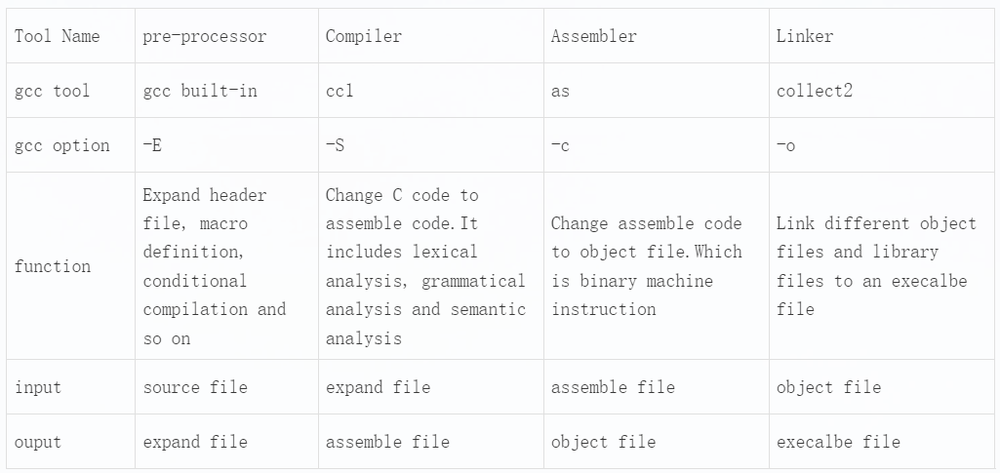 Tool Name pre-processor Compiler Assembler Linker
gcc tool gcc built-in cc1 as collect2
gcc option -E -S -c -o
function
Expand header
file, macro
definition,
conditional
compilation and
so on
Change C code to
assemble code.It
includes lexical
analysis, grammatical
analysis and semantic
analysis
Change assemble code
to object file.Which
is binary machine
instruction
Link different object
files and library
files to an execalbe
file
input source file expand file assemble file object file
ouput expand file assemble file object file execalbe file